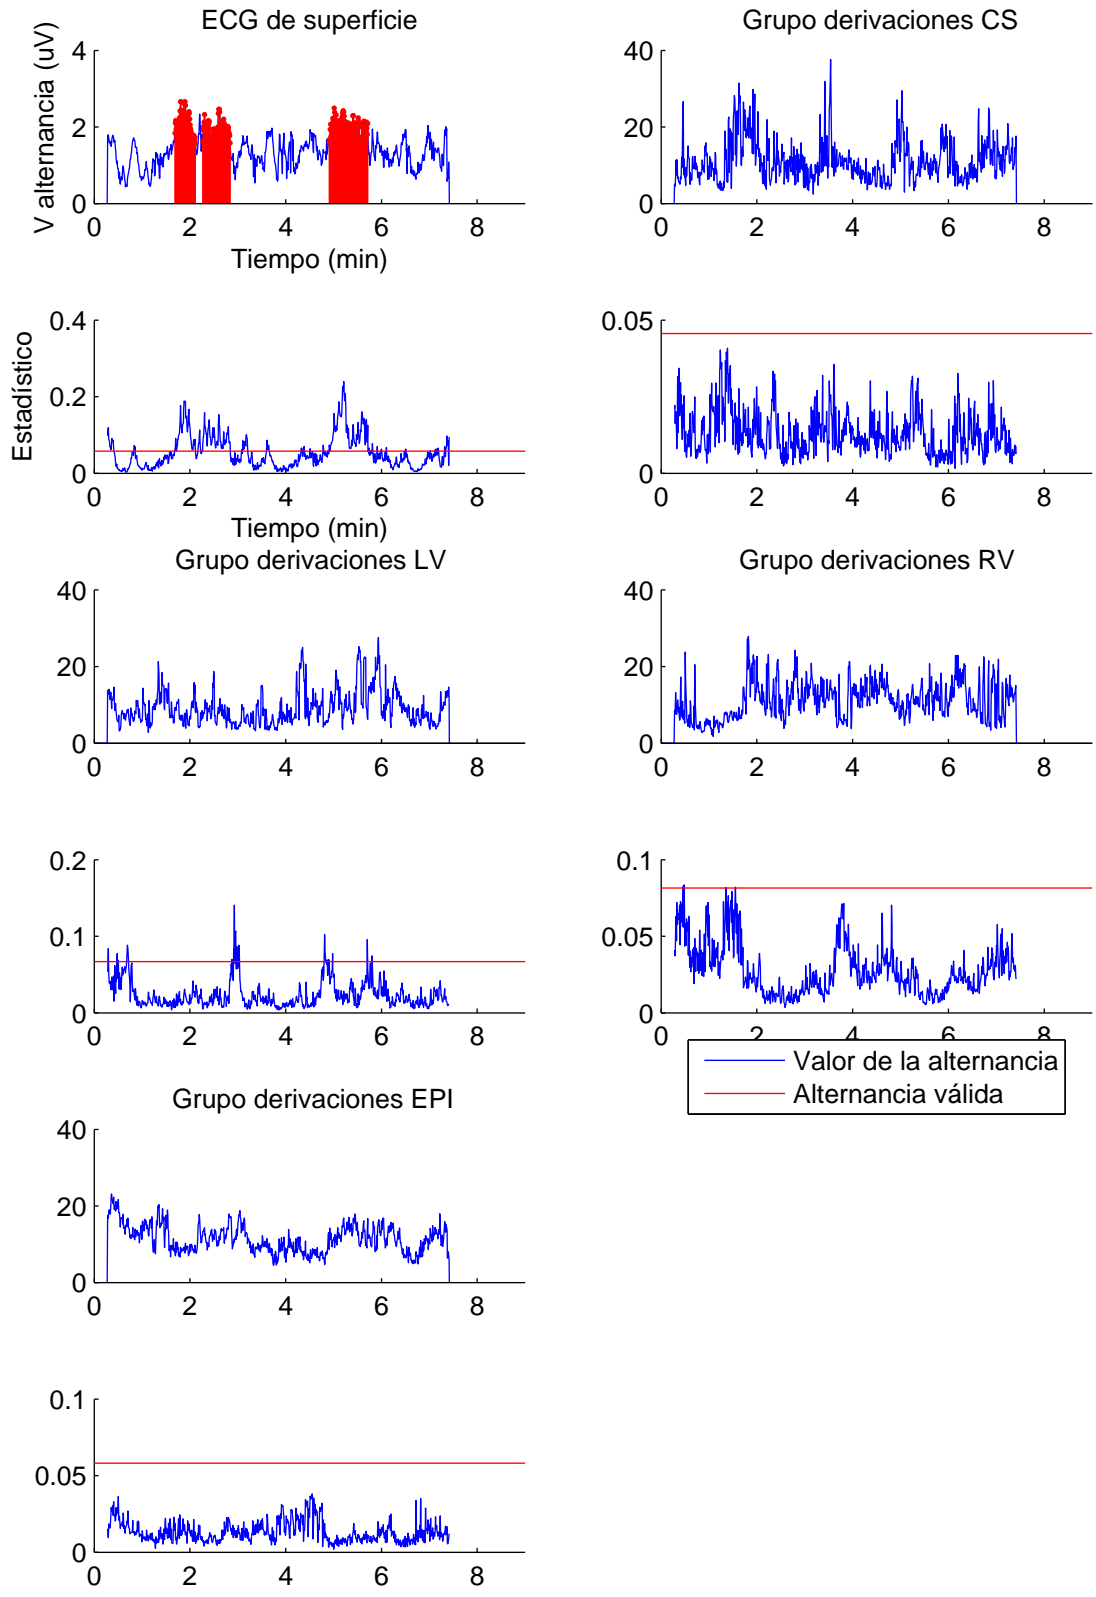 ECG de superficie
V alternancia (uV)
4
2
0
0 2 4 6 8
Tiempo (min)
Grupo derivaciones CS
40
20
0
0 2 4 6 8
Estadístico
0.4
0.2
0
0 2 4 6 8
Tiempo (min)
0.05
0
0 2 4 6 8
Grupo derivaciones LV
40
20
0
0 2 4 6 8
Grupo derivaciones RV
40
20
0
0 2 4 6 8
0.2
0.1
0
0 2 4 6 8
0.1
0.05
0
0 2 4 6 8
Valor de la alternancia
Alternancia válida
Grupo derivaciones EPI
40
20
0
0 2 4 6 8
0.1
0.05
0
0 2 4 6 8